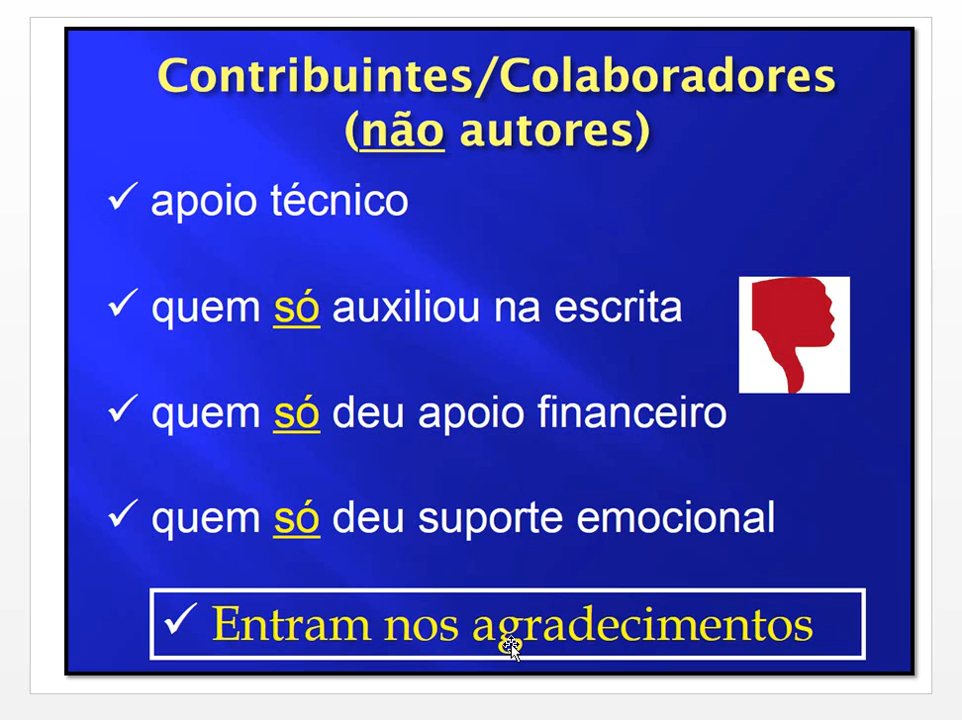 Contribuintes/Colaboradores
(não autores)
✓ apoio técnico
✓ quem só auxiliou na escrita
✓ quem só deu apoio financeiro
✓ quem só deu suporte emocional
✓ Entram nos agradecimentos